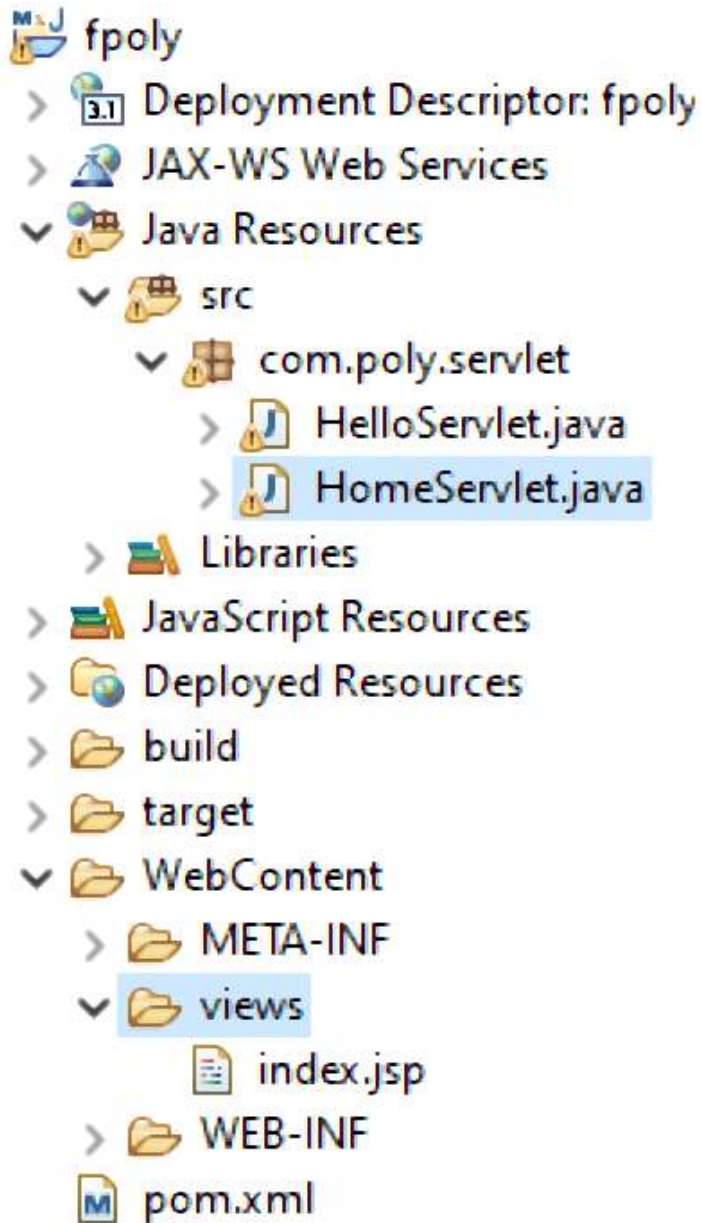 fpoly
Deployment Descriptor: fpoly
JAX-WS Web Services
Java Resources
src
com.poly.servlet
HelloServlet.java
HomeServlet.java
Libraries
JavaScript Resources
Deployed Resources
build
target
WebContent
META-INF
views
index.jsp
WEB-INF
pom.xml